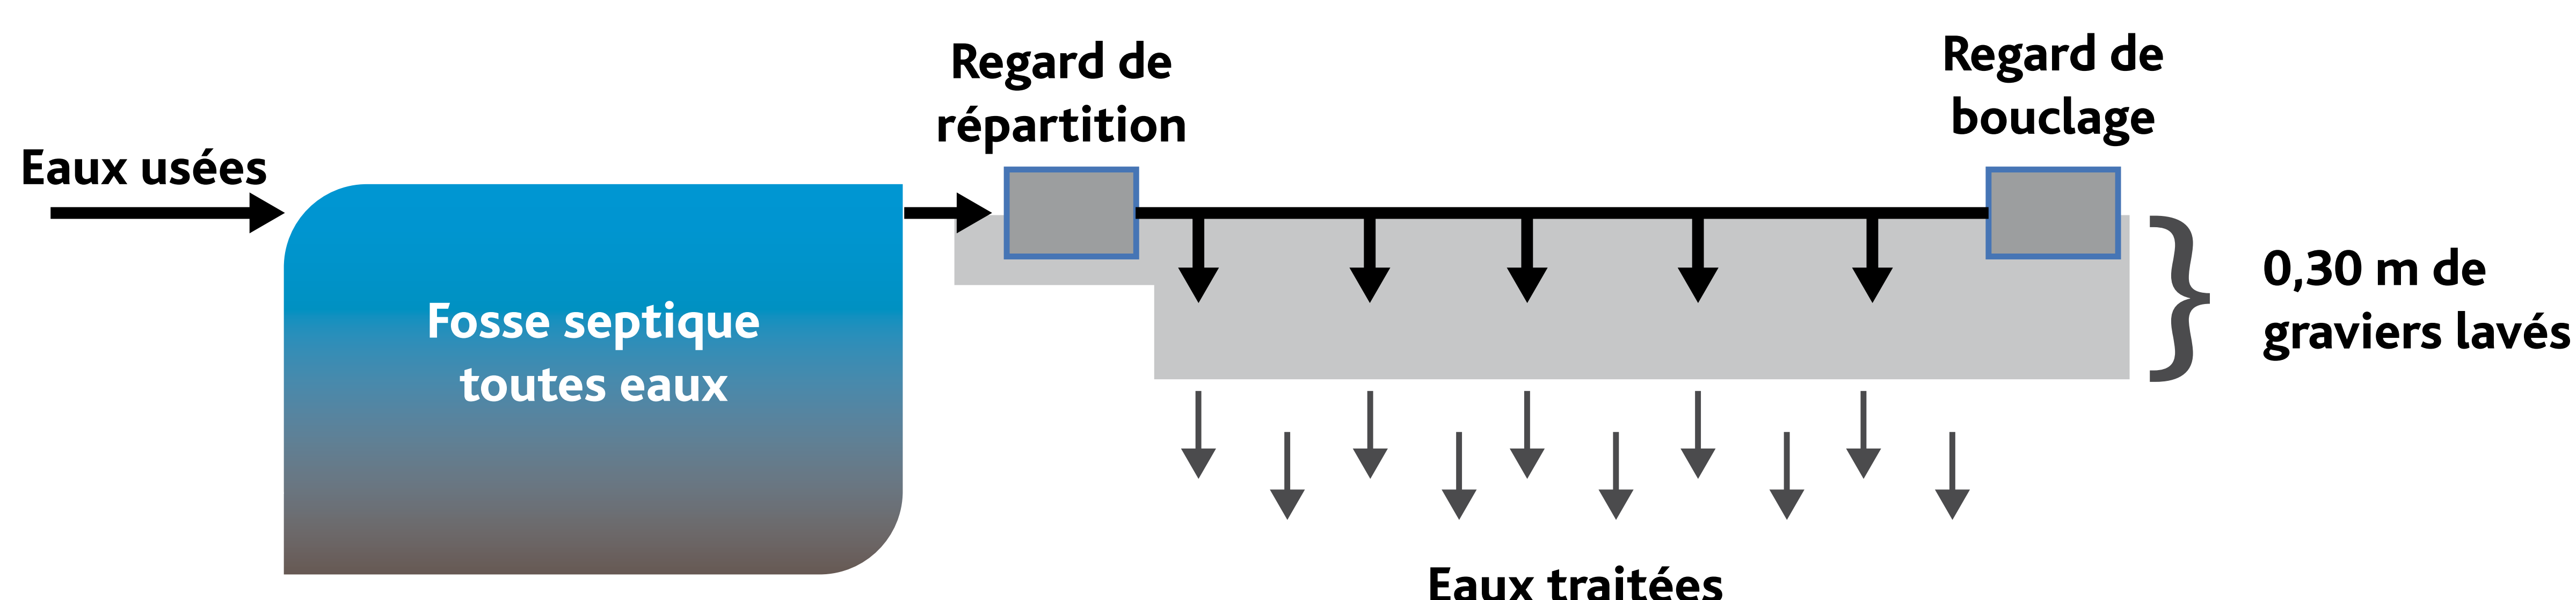 Eaux usées
Fosse septique
toutes eaux
Regard de
répartition
Regard de
bouclage
0,30 m de
graviers lavés
Eaux traitées